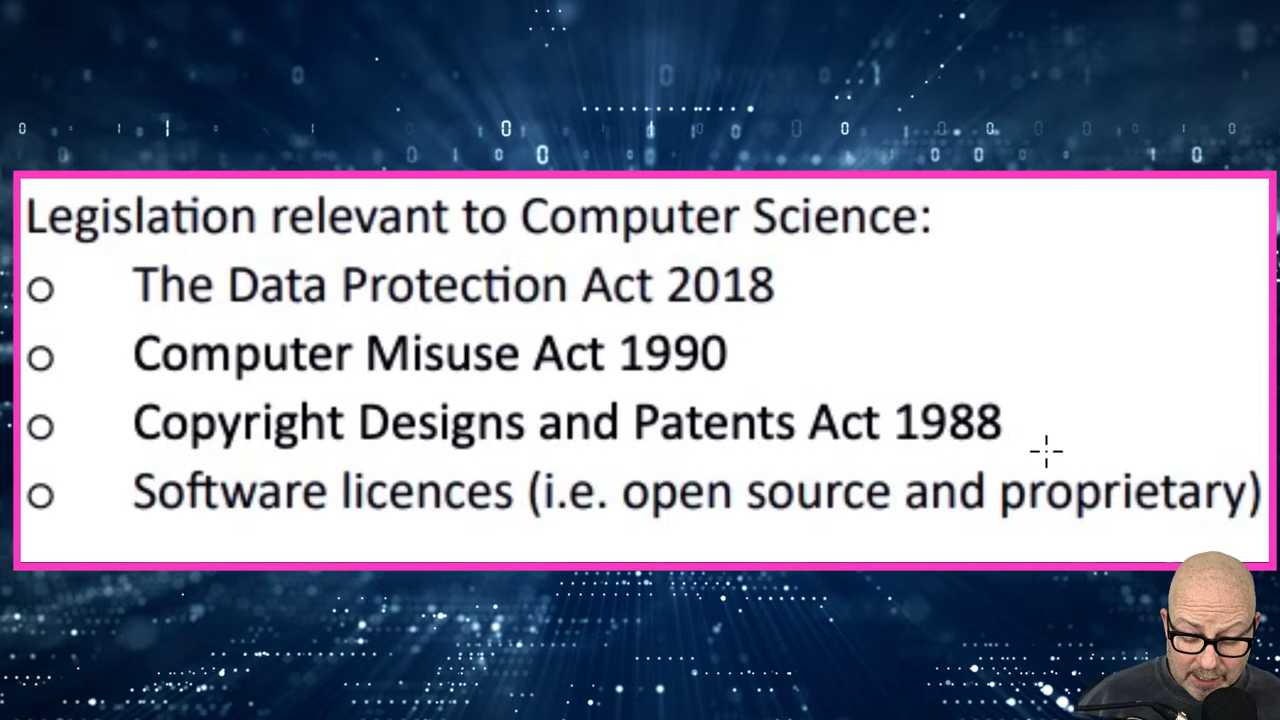 Legislation relevant to Computer Science:
o The Data Protection Act 2018
o Computer Misuse Act 1990
o Copyright Designs and Patents Act 1988
o Software licences (i.e. open source and proprietary)